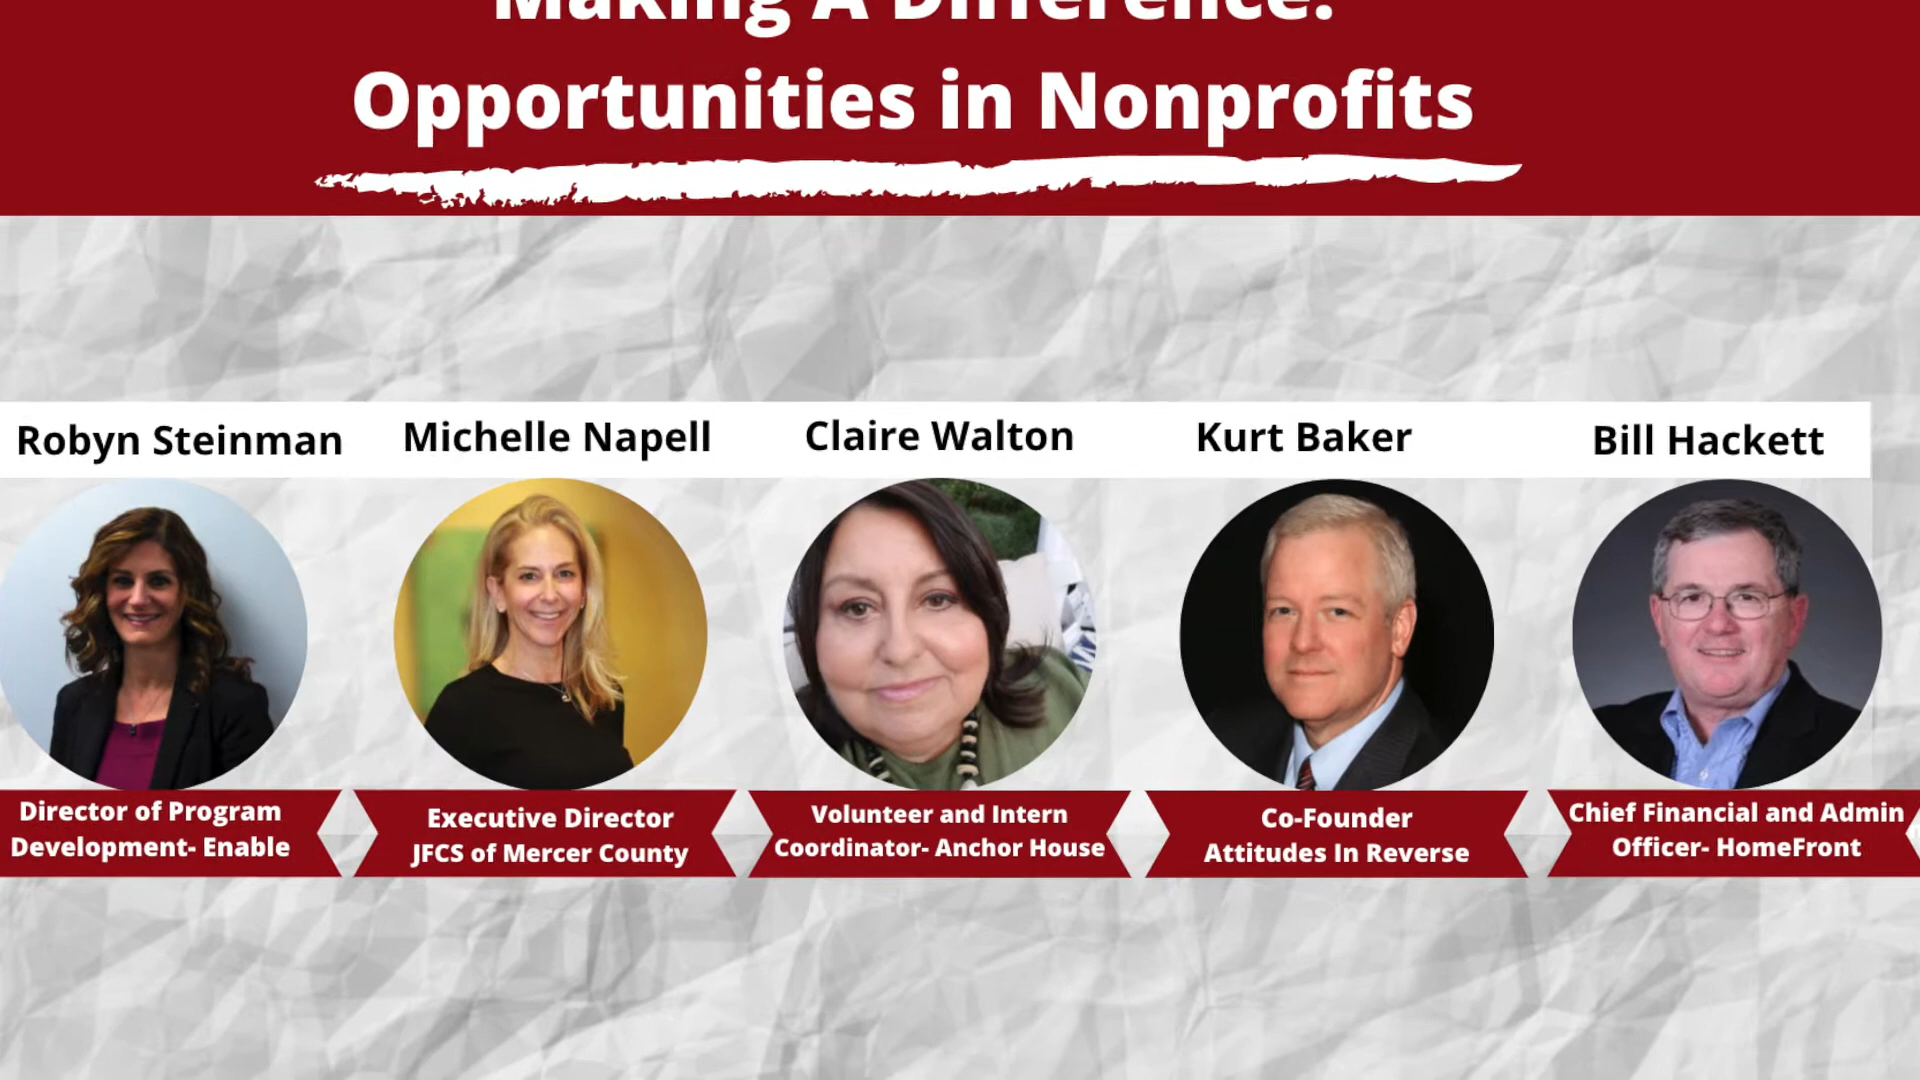 Making A Difference:
Opportunities in Nonprofits
Robyn Steinman
Michelle Napell
Claire Walton
Kurt Baker
Bill Hackett
Director of Program
Development- Enable
Executive Director
JFCS of Mercer County
Volunteer and Intern
Coordinator- Anchor House
Co-Founder
Attitudes In Reverse
Chief Financial and Admin
Officer- HomeFront